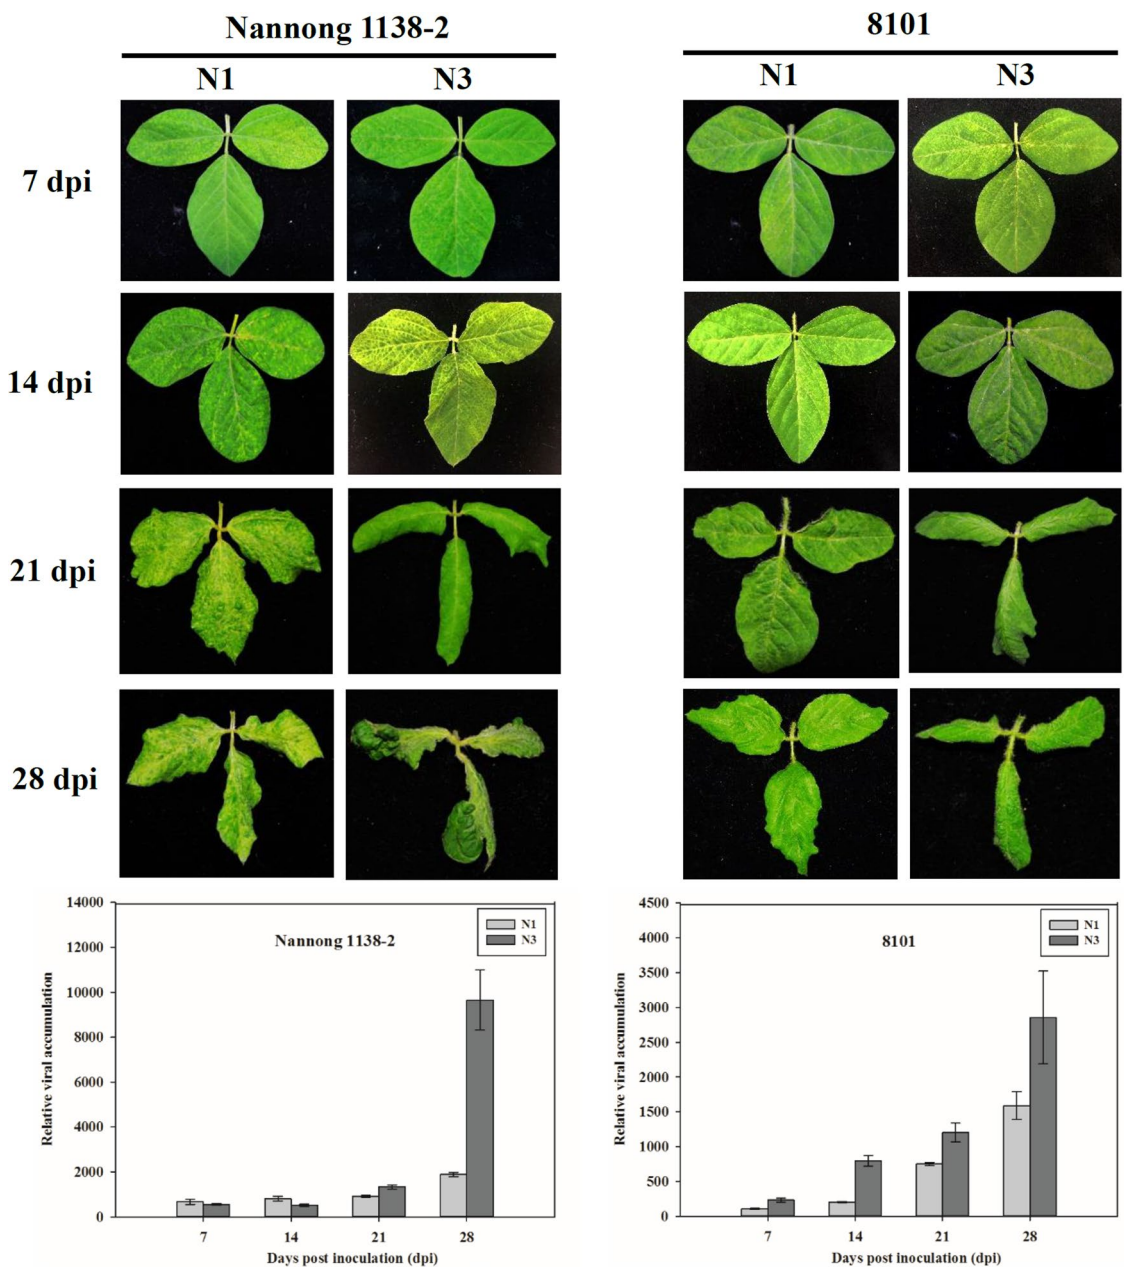 Nannong 1138-2
8101
N1
N3
N1
N3
7 dpi
14 dpi
21 dpi
28 dpi
14000
12000
10000
8000
6000
4000
2000
0
Relative viral accumulation
Nannong 1138-2
N1
N3
7
14
21
28
Days post inoculation (dpi)
4500
4000
3500
3000
2500
2000
1500
1000
500
0
Relative viral accumulation
8101
N1
N3
7
14
21
28
Days post inoculation (dpi)